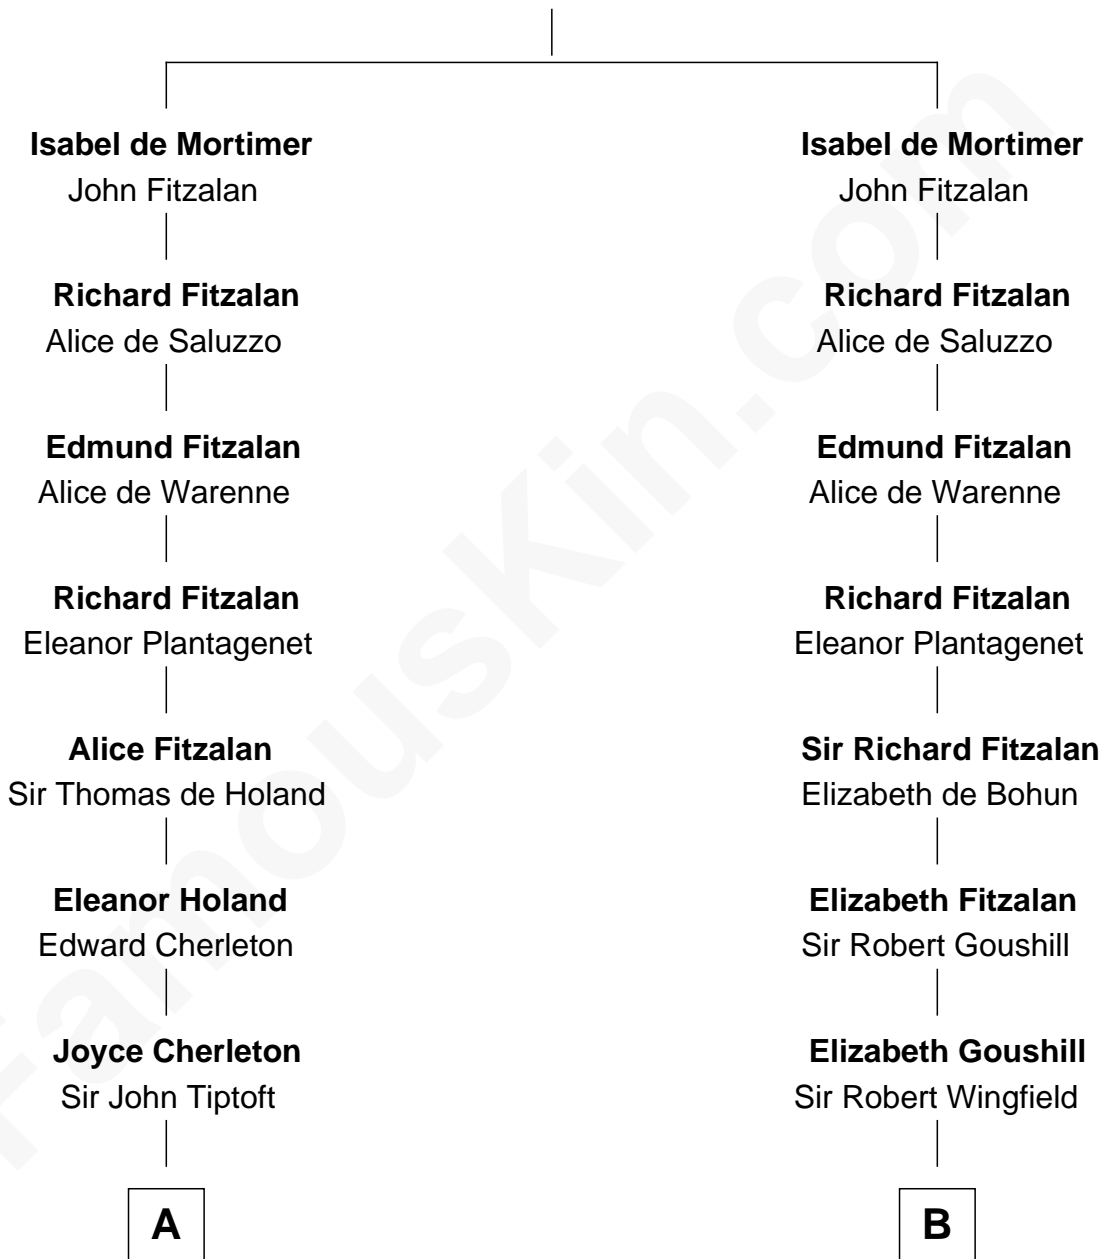 Isabel de Mortimer
John Fitzalan
Richard Fitzalan
Alice de Saluzzo
Edmund Fitzalan
Alice de Warenne
Richard Fitzalan
Eleanor Plantagenet
Alice Fitzalan
Sir Thomas de Holand
Eleanor Holand
Edward Cherleton
Joyce Cherleton
Sir John Tiptoft
A
Isabel de Mortimer
John Fitzalan
Richard Fitzalan
Alice de Saluzzo
Edmund Fitzalan
Alice de Warenne
Richard Fitzalan
Eleanor Plantagenet
Sir Richard Fitzalan
Elizabeth de Bohun
Elizabeth Fitzalan
Sir Robert Goushill
Elizabeth Goushill
Sir Robert Wingfield
B
FamousKin.com